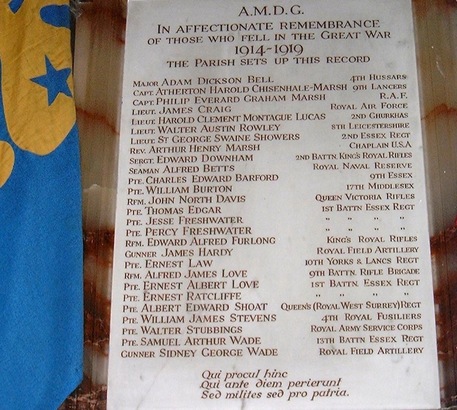 A.M.D.G.
IN AFFECTIONATE REMEMBRANCE
OF THOSE WHO FELL IN THE GREAT WAR
1914-1919
THE PARISH SETS UP THIS RECORD
MAJOR ADAM DICKSON BELL 4TH HUSSARS
CAPT. ATHERTON HAROLD CHISENHALE-MARSH 9TH LANCERS
CAPT. PHILIP EVERARD GRAHAM MARSH R.A.F.
LIEUT. JAMES CRAIG ROYAL AIR FORCE
LIEUT. HAROLD CLEMENT MONTAGUE LUCAS 2ND GHURKHAS
LIEUT. WALTER AUSTIN ROWLEY 8TH LEICESTERSHIRE
LIEUT. ST GEORGE SWAINE SHOWERS 2ND ESSEX REGT
REV. ARTHUR HENRY MARSH CHAPLAIN U.S.A
SERGT. EDWARD DOWNHAM 2ND BATTN. KING'S ROYAL RIFLES
SEAMAN ALFRED BETTS ROYAL NAVAL RESERVE
PTE. CHARLES EDWARD BARFORD 9TH ESSEX
PTE. WILLIAM BURTON 17TH MIDDLESEX
RFM. JOHN NORTH DAVIS QUEEN VICTORIA RIFLES
PTE. THOMAS EDGAR 1ST BATTN ESSEX REGT
PTE. JESSE FRESHWATER " " " "
PTE. PERCY FRESHWATER " " " "
RFM. EDWARD ALFRED FURLONG KING'S ROYAL RIFLES
GUNNER JAMES HARDY ROYAL FIELD ARTILLERY
PTE. ERNEST LAW 10TH YORKS & LANCS REGT
RFM. ALFRED JAMES LOVE 9TH BATTN. RIFLE BRIGADE
PTE. ERNEST ALBERT LOVE 1ST BATTN. ESSEX REGT
PTE. ERNEST RATCLIFFE " " " "
PTE. ALBERT EDWARD SHOAT QUEEN'S (ROYAL WEST SURREY) REGT
PTE. WILLIAM JAMES STEVENS 4TH ROYAL FUSILIERS
PTE. WALTER STUBBINGS ROYAL ARMY SERVICE CORPS
PTE. SAMUEL ARTHUR WADE 13TH BATTN ESSEX REGT
GUNNER SIDNEY GEORGE WADE ROYAL FIELD ARTILLERY
Qui procul hinc
Qui ante diem perierunt
Sed milites sed pro patria.